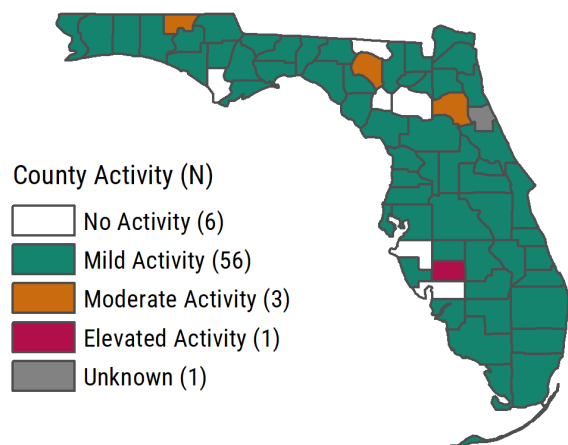 County Activity (N)
No Activity (6)
Mild Activity (56)
Moderate Activity (3)
Elevated Activity (1)
Unknown (1)